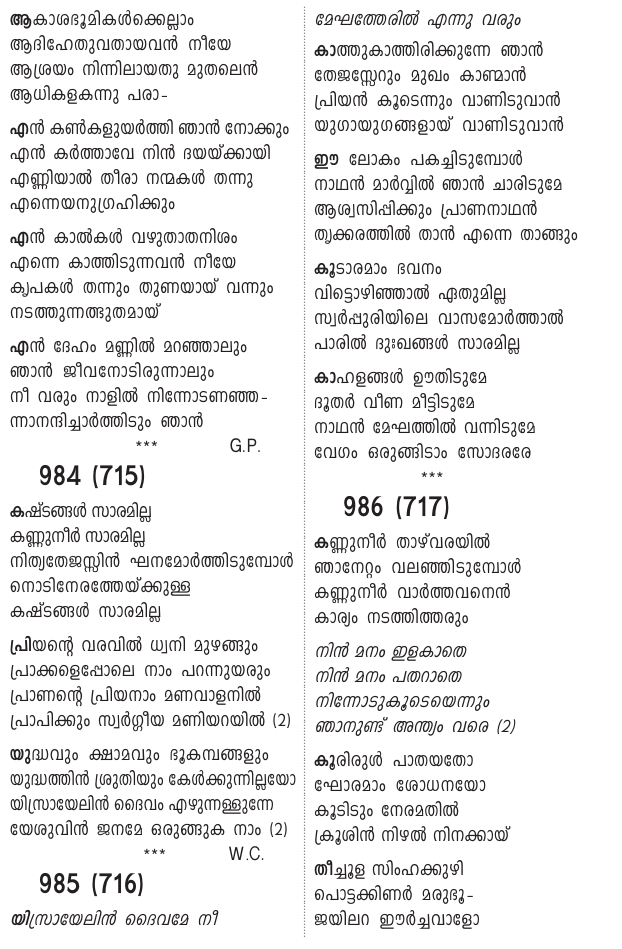 ആകാശഭൂമികൾക്കെല്ലാം
ആദിഹേതുവതായവൻ നീയേ
ആശ്രയം നിന്നിലായതു മുതലെൻ
ആധികളകന്നു പരാ-
എൻ കൺകളുയർത്തി ഞാൻ നോക്കും
എൻ കർത്താവേ നിൻ ദയയ്ക്കായി
എണ്ണിയാൽ തീരാ നന്മകൾ തന്നു
എന്നെയനുഗ്രഹിക്കും
എൻ കാൽകൾ വഴുതാതനിശം
എന്നെ കാത്തിടുന്നവൻ നീയേ
കൃപകൾ തന്നും തുണയായ് വന്നും
നടത്തുന്നത്ഭുതമായ്
എൻ ദേഹം മണ്ണിൽ മറഞ്ഞാലും
ഞാൻ ജീവനോടിരുന്നാലും
നീ വരും നാളിൽ നിന്നോടണഞ്ഞ-
ന്നാനന്ദിച്ചാർത്തിടും ഞാൻ
*** G.P.
984 (715)
കഷ്ടങ്ങൾ സാരമില്ല
കണ്ണുനീർ സാരമില്ല
നിത്യതേജസ്സിൻ ഘനമോർത്തിടുമ്പോൾ
നൊടിനേരത്തേയ്ക്കുള്ള
കഷ്ടങ്ങൾ സാരമില്ല
പ്രിയന്റെ വരവിൽ ധ്വനി മുഴങ്ങും
പ്രാക്കളെപ്പോലെ നാം പറന്നുയരും
പ്രാണന്റെ പ്രിയനാം മണവാളനിൽ
പ്രാപിക്കും സ്വർഗ്ഗീയ മണിയറയിൽ (2)
യുദ്ധവും ക്ഷാമവും ഭൂകമ്പങ്ങളും
യുദ്ധത്തിൻ ശ്രുതിയും കേൾക്കുന്നില്ലയോ
യിസ്രായേലിൻ ദൈവം എഴുന്നള്ളുന്നേ
യേശുവിൻ ജനമേ ഒരുങ്ങുക നാം (2)
*** W.C.
985 (716)
യിസ്രായേലിൻ ദൈവമേ നീ
മേഘത്തേരിൽ എന്നു വരും
കാത്തുകാത്തിരിക്കുന്നേ ഞാൻ
തേജസ്സേറും മുഖം കാണ്മാൻ
പ്രിയൻ കൂടെന്നും വാണിടുവാൻ
യുഗായുഗങ്ങളായ് വാണിടുവാൻ
ഈ ലോകം പകച്ചിടുമ്പോൾ
നാഥൻ മാർവ്വിൽ ഞാൻ ചാരിടുമേ
ആശ്വസിപ്പിക്കും പ്രാണനാഥൻ
തൃക്കരത്തിൽ താൻ എന്നെ താങ്ങും
കൂടാരമാം ഭവനം
വിട്ടൊഴിഞ്ഞാൽ ഏതുമില്ല
സ്വർപ്പുരിയിലെ വാസമോർത്താൽ
പാരിൽ ദുഃഖങ്ങൾ സാരമില്ല
കാഹളങ്ങൾ ഊതിടുമേ
ദൂതർ വീണ മീട്ടിടുമേ
നാഥൻ മേഘത്തിൽ വന്നിടുമേ
വേഗം ഒരുങ്ങിടാം സോദരരേ
***
986 (717)
കണ്ണുനീർ താഴ്‌വരയിൽ
ഞാനേറ്റം വലഞ്ഞിടുമ്പോൾ
കണ്ണുനീർ വാർത്തവനെൻ
കാര്യം നടത്തിത്തരും
നിൻ മനം ഇളകാതെ
നിൻ മനം പതറാതെ
നിന്നോടുകൂടെയെന്നും
ഞാനുണ്ട് അന്ത്യം വരെ (2)
കൂരിരുൾ പാതയതോ
ഘോരമാം ശോധനയോ
കൂടിടും നേരമതിൽ
ക്രൂശിൻ നിഴൽ നിനക്കായ്
തീച്ചൂള സിംഹക്കുഴി
പൊട്ടക്കിണർ മരുഭൂ-
ജയിലറ ഈർച്ചവാളോ